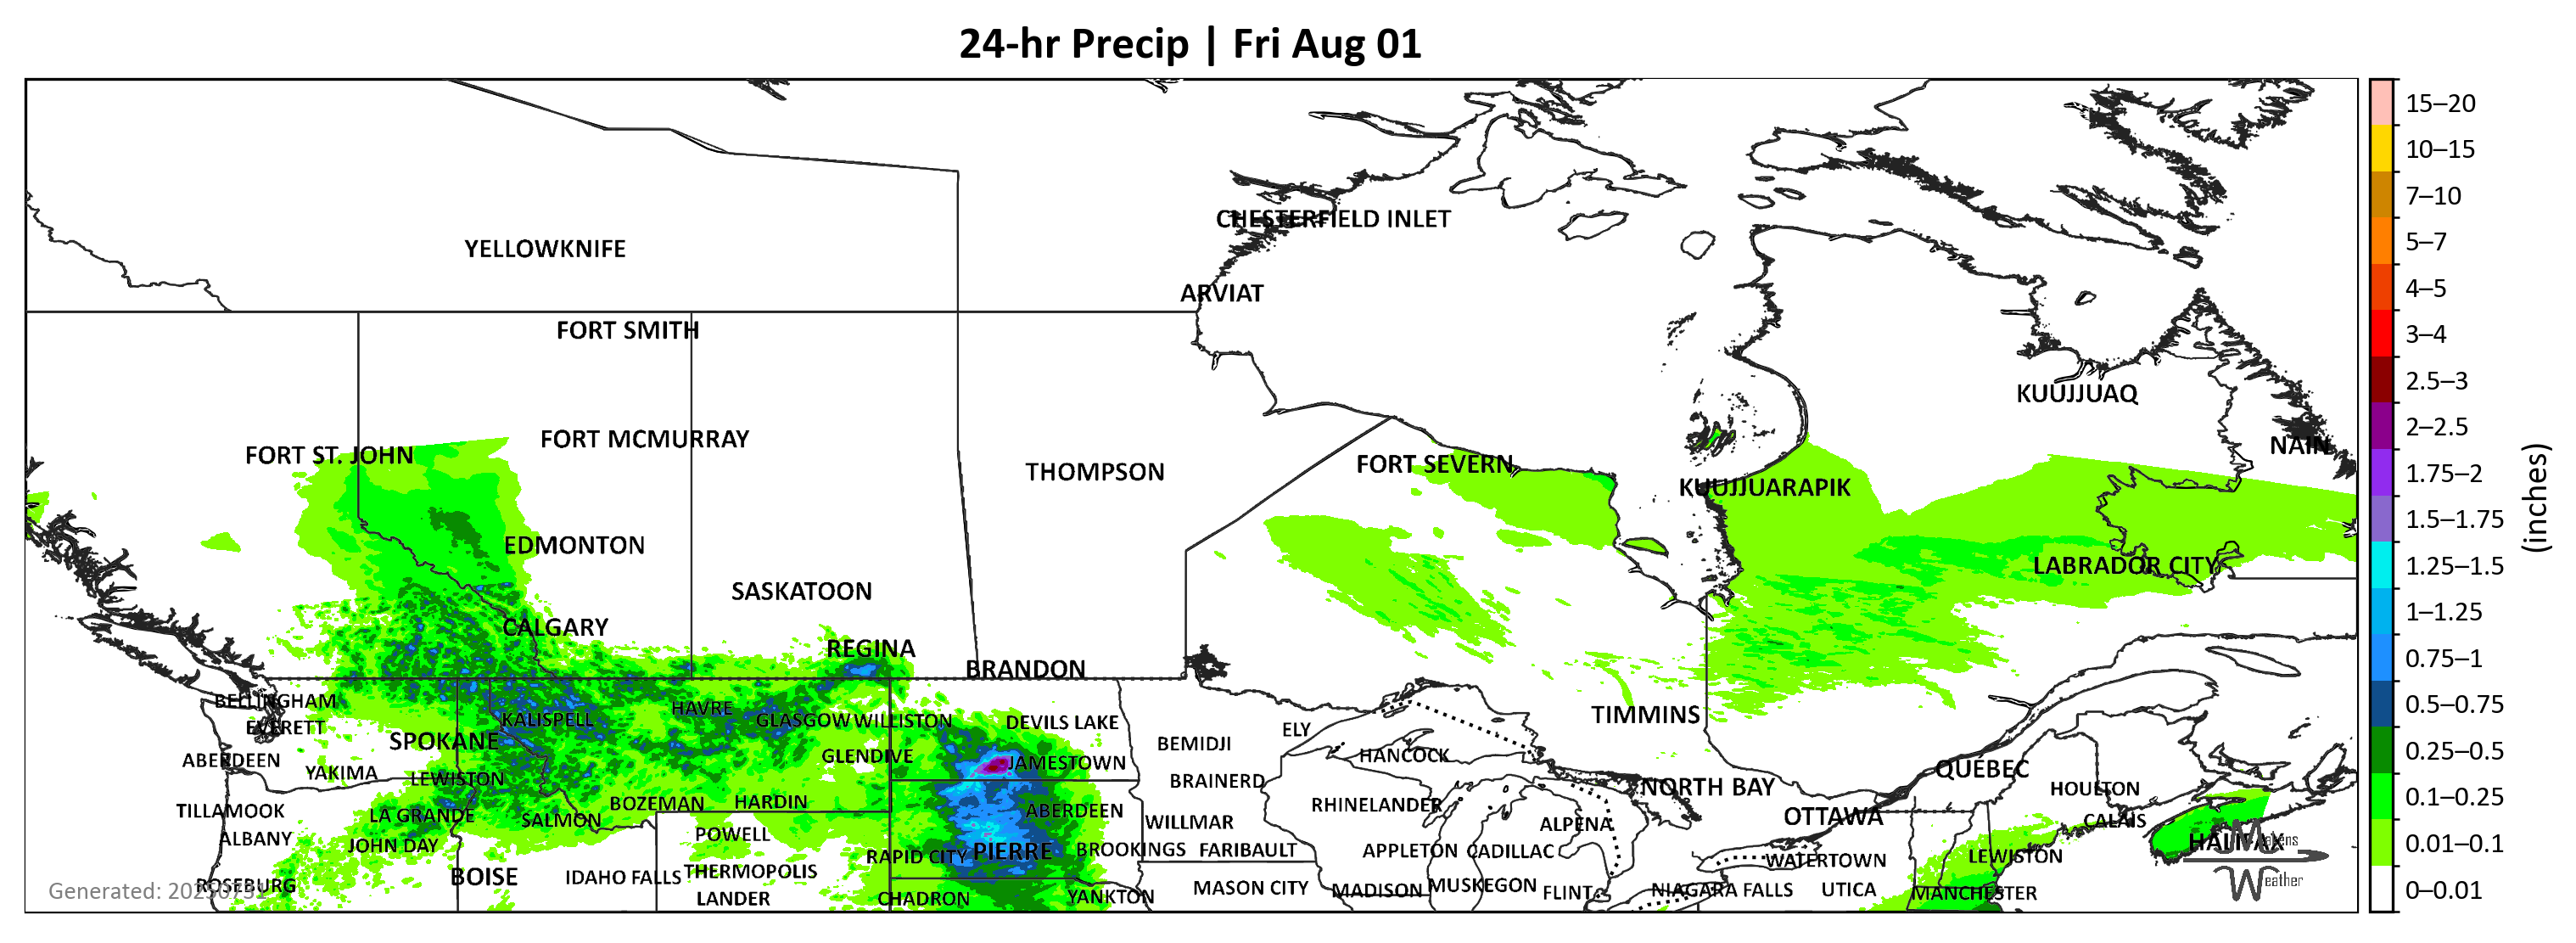 24-hr Precip | Fri Aug 01
CHESTERFIELD INLET
YELLOWKNIFE
ARVIAT
FORT SMITH
KUUJJUAQ
FORT MCMURRAY
NAIN
FORT ST. JOHN
FORT SEVERN
THOMPSON
KUUJJUARAPIK
EDMONTON
LABRADOR CITY
SASKATOON
CALGARY
REGINA
BRANDON
BELLINGHAM
HAVRE
TIMMINS
KALISPELL
GLASGOW WILLISTON
DEVILS LAKE
EVERETT
ELY
SPOKANE
BEMIDJI
GLENDIVE
HANCOCK
ABERDEEN
JAMESTOWN
QUÉBEC
YAKIMA
LEWISTON
BRAINERD
NORTH BAY
HOULTON
BOZEMAN
HARDIN
RHINELANDER
TILLAMOOK
LA GRANDE
SALMON
ABERDEEN
OTTAWA
CALAIS
WILLMAR
ALPENA
POWELL
ALBANY
JOHN DAY
HALIFAX
PIERRE
BROOKINGS FARIBAULT
APPLETON CADILLAC
RAPID CITY
LEWISTON
WATERTOWN
THERMOPOLIS
BOISE
IDAHO FALLS
ROSEBURG
MASON CITY
MADISON
MUSKEGON
FLINT
NIAGARA FALLS
UTICA
MANCHESTER
LANDER
CHADRON
YANKTON
Weather
15–20
10–15
7–10
5–7
4–5
3–4
2.5–3
2–2.5
1.75–2
1.5–1.75
1.25–1.5
1–1.25
0.75–1
0.5–0.75
0.25–0.5
0.1–0.25
0.01–0.1
0–0.01
(inches)